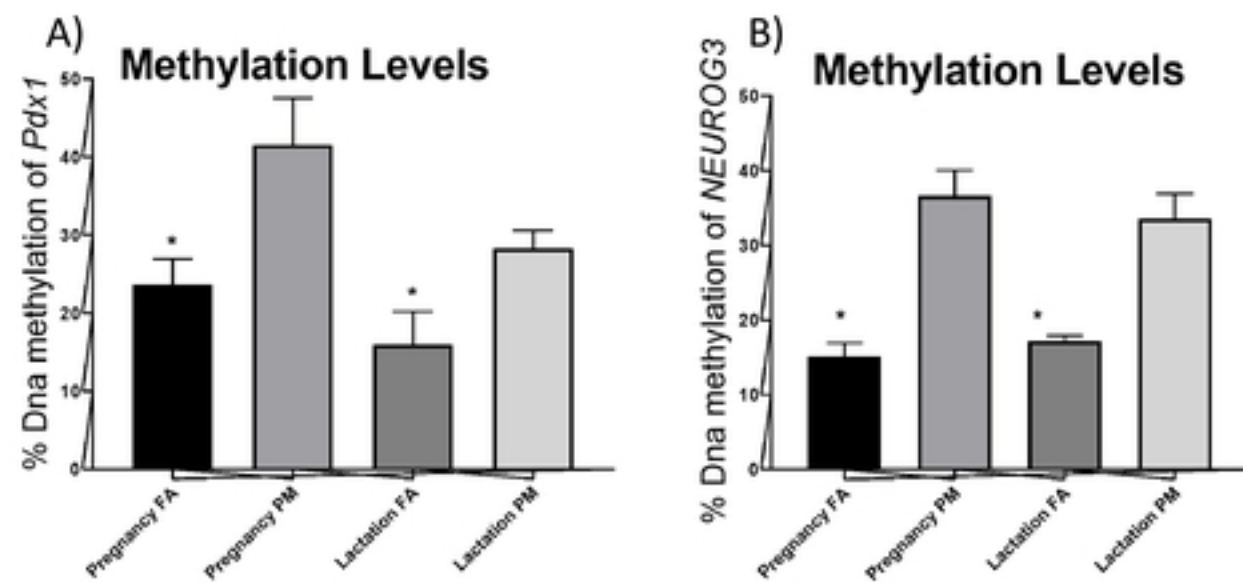 A)
Methylation Levels
% Dna methylation of Pdx1
50
40
30
20
10
0
*
*
Pregnancy FA
Pregnancy PM
Lactation FA
Lactation PM
B)
Methylation Levels
% Dna methylation of NEUROG3
50
40
30
20
10
0
*
*
Pregnancy FA
Pregnancy PM
Lactation FA
Lactation PM